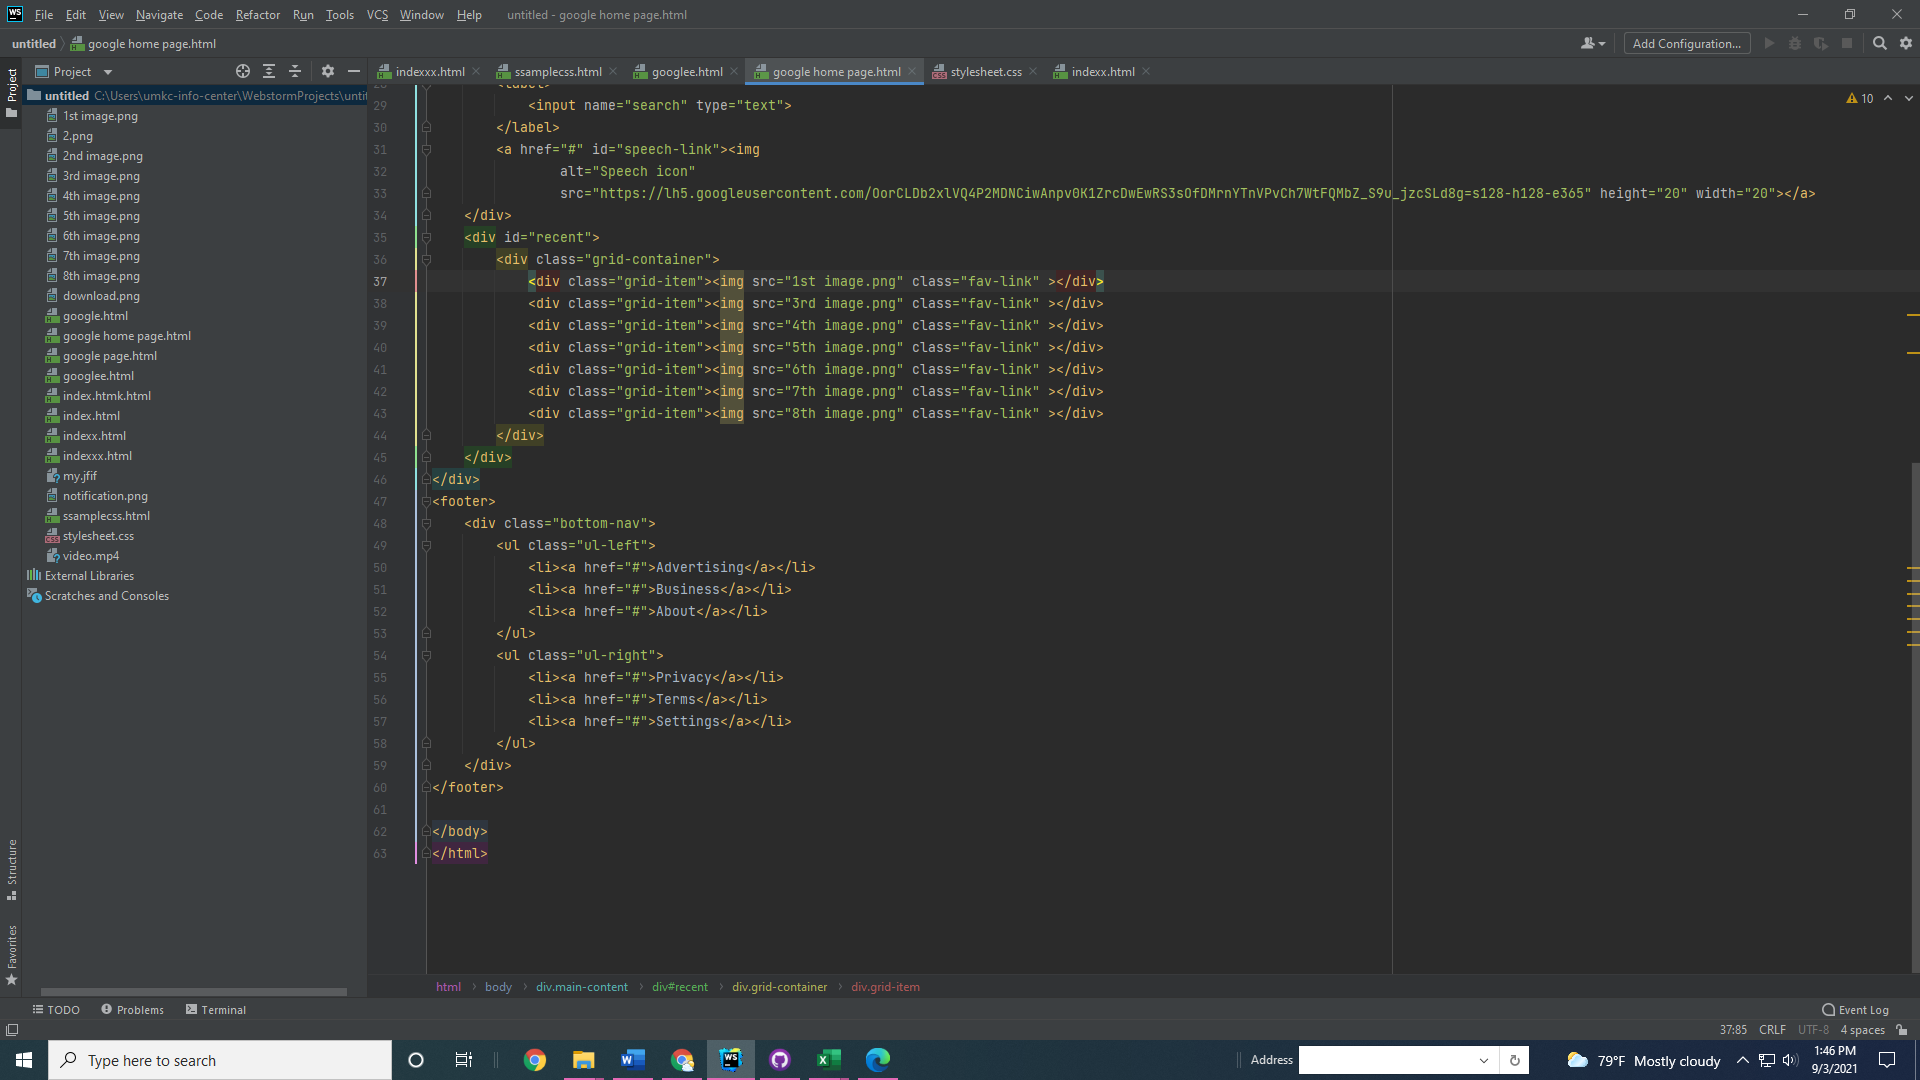 WS File Edit View Navigate Code Refactor Run Tools VCS Window Help untitled - google home page.html
untitled google home page.html Add Configuration...
Project
Project indexxx.html ssamplecss.html googlee.html google home page.html stylesheet.css indexx.html
untitled C:\Users\umkc-info-center\WebstormProjects\unti
1st image.png
2.png
2nd image.png
3rd image.png
4th image.png
5th image.png
6th image.png
7th image.png
8th image.png
download.png
google.html
google home page.html
google page.html
googlee.html
index.htmk.html
index.html
indexx.html
indexxx.html
my.jfif
notification.png
ssamplecss.html
stylesheet.css
video.mp4
External Libraries
Scratches and Consoles
10
28 <label>
29 <input name="search" type="text">
30 </label>
31 <a href="#" id="speech-link"><img
32 alt="Speech icon"
33 src="https://lh5.googleusercontent.com/OorCLDb2xlVQ4P2MDNCiwAnpv0K1ZrcDwEwRS3sOfDMrnYTnVPvCh7WtFQMbZ_S9u_jzcSLd8g=s128-h128-e365" height="20" width="20"></a>
34 </div>
35 <div id="recent">
36 <div class="grid-container">
37 <div class="grid-item"><img src="1st image.png" class="fav-link" ></div>
38 <div class="grid-item"><img src="3rd image.png" class="fav-link" ></div>
39 <div class="grid-item"><img src="4th image.png" class="fav-link" ></div>
40 <div class="grid-item"><img src="5th image.png" class="fav-link" ></div>
41 <div class="grid-item"><img src="6th image.png" class="fav-link" ></div>
42 <div class="grid-item"><img src="7th image.png" class="fav-link" ></div>
43 <div class="grid-item"><img src="8th image.png" class="fav-link" ></div>
44 </div>
45 </div>
46 </div>
47 <footer>
48 <div class="bottom-nav">
49 <ul class="ul-left">
50 <li><a href="#">Advertising</a></li>
51 <li><a href="#">Business</a></li>
52 <li><a href="#">About</a></li>
53 </ul>
54 <ul class="ul-right">
55 <li><a href="#">Privacy</a></li>
56 <li><a href="#">Terms</a></li>
57 <li><a href="#">Settings</a></li>
58 </ul>
59 </div>
60 </footer>
61
62 </body>
63 </html>
Structure
Favorites
html body div.main-content div#recent div.grid-container div.grid-item
TODO Problems Terminal Event Log
37:85 CRLF UTF-8 4 spaces
Type here to search Address 79°F Mostly cloudy 1:46 PM
9/3/2021